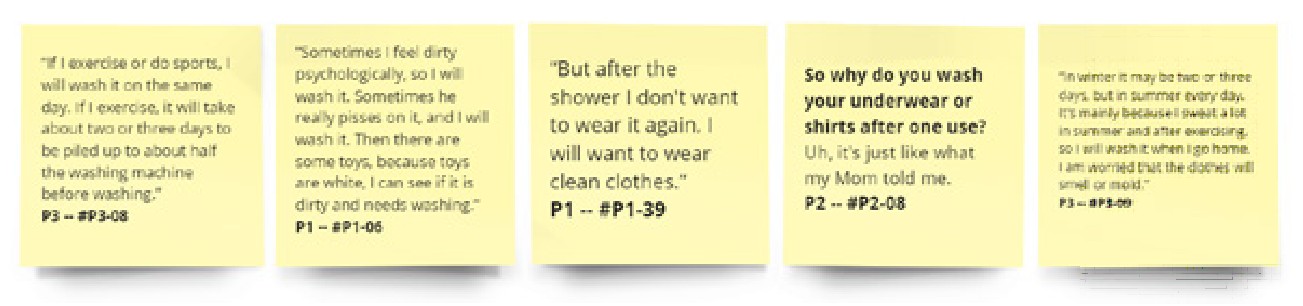 "If I exercise or do sports, I
will wash it on the same
day. If I exercise, it will take
about two or three days to
be piled up to about half
the washing machine
before washing."
P3 -- #P3-08
"Sometimes I feel dirty
psychologically, so I will
wash it. Sometimes he
really pisses on it, and I will
wash it. Then there are
some toys, because toys
are white, I can see if it is
dirty and needs washing."
P1 -- #P1-06
"But after the
shower I don't want
to wear it again. I
will want to wear
clean clothes."
P1 -- #P1-39
So why do you wash
your underwear or
shirts after one use?
Uh, it's just like what
my Mom told me.
P2 -- #P2-08
"In winter it may be two or three
days, but in summer every day.
It's mainly because I sweat a lot
in summer and after exercising,
so I will wash it when I go home.
I am worried that the clothes will
smell or mold."
P3 -- #P3-09